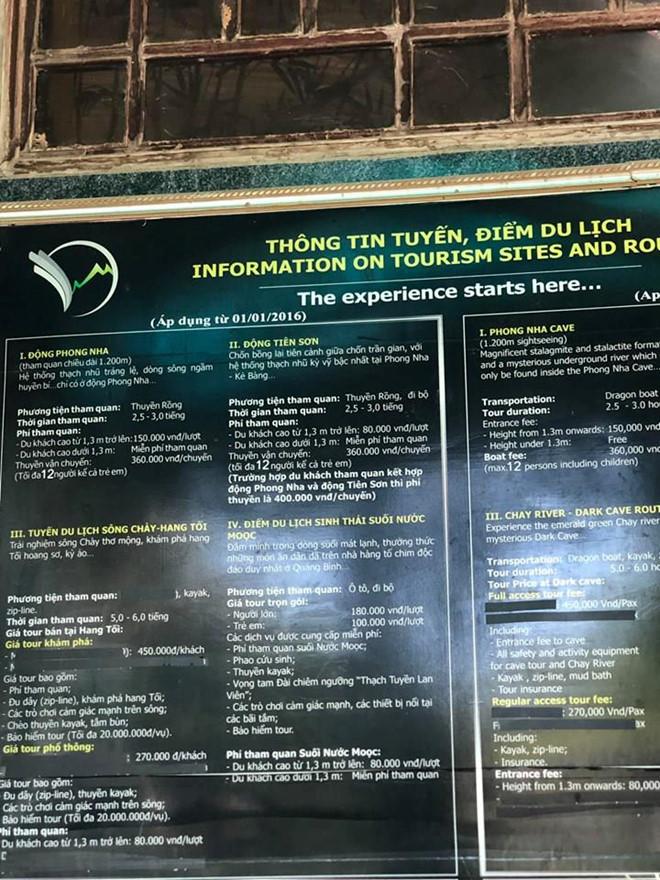 THÔNG TIN TUYẾN, ĐIỂM DU LỊCH
INFORMATION ON TOURISM SITES AND ROU
The experience starts here...
(Áp dụng từ 01/01/2016)
(Ap
I. ĐỘNG PHONG NHA
(tham quan chiều dài 1.200m)
Hệ thống thạch nhũ tráng lệ, dòng sông ngầm
huyền bí...chỉ có ở động Phong Nha...
Phương tiện tham quan: Thuyền Rồng
Thời gian tham quan: 2,5 - 3,0 tiếng
Phí tham quan:
- Du khách cao từ 1,3 m trở lên: 150.000 vnđ/lượt
- Du khách cao dưới 1,3 m: Miễn phí tham quan
Thuyền vận chuyển: 360.000 vnđ/chuyến
(Tối đa 12 người kể cả trẻ em)
II. ĐỘNG TIÊN SƠN
Chốn bồng lai tiên cảnh giữa chốn trần gian, với
hệ thống thạch nhũ kỳ vỹ bậc nhất tại Phong Nha
- Kẻ Bàng...
Phương tiện tham quan: Thuyền Rồng, đi bộ
Thời gian tham quan: 2,5 - 3,0 tiếng
Phí tham quan:
- Du khách cao từ 1,3 m trở lên: 80.000 vnđ/lượt
- Du khách cao dưới 1,3 m: Miễn phí tham quan
Thuyền vận chuyển: 360.000 vnđ/chuyến
(tối đa 12 người kể cả trẻ em)
(Trường hợp du khách tham quan kết hợp
động Phong Nha và động Tiên Sơn thì phí
thuyền là 400.000 vnđ/chuyến)
III. TUYẾN DU LỊCH SÔNG CHÀY-HANG TỐI
Trải nghiệm sông Chày thơ mộng, khám phá hang
Tối hoang sơ, kỳ ảo...
Phương tiện tham quan: ), kayak,
zip-line.
Thời gian tham quan: 5,0 - 6,0 tiếng
Giá tour bán tại Hang Tối:
Giá tour khám phá:
): 450.000đ/khách
Giá tour bao gồm:
- Phí tham quan;
- Đu dây (zip-line), khám phá hang Tối;
- Các trò chơi cảm giác mạnh trên sông;
- Chèo thuyền kayak, tắm bùn;
- Bảo hiểm tour (Tối đa 20.000.000đ/vụ).
Giá tour phổ thông:
: 270.000 đ/khách
Giá tour bao gồm:
Đu dây (zip-line), thuyền kayak;
Các trò chơi cảm giác mạnh trên sông;
Bảo hiểm tour (Tối đa 20.000.000đ/vụ).
Phí tham quan:
Du khách cao từ 1,3 m trở lên: 80.000 vnđ/lượt
IV. ĐIỂM DU LỊCH SINH THÁI SUỐI NƯỚC
MOỌC
Đắm mình trong dòng suối mát lạnh, thưởng thức
những món ăn dân dã trên nhà hàng tổ chim độc
đáo duy nhất ở Quảng Bình...
Phương tiện tham quan: Ô tô, đi bộ
Giá tour trọn gói:
- Người lớn: 180.000 vnđ/lượt
- Trẻ em: 100.000 vnđ/lượt
Các dịch vụ được cung cấp miễn phí:
- Phí tham quan suối Nước Moọc;
- Phao cứu sinh;
- Thuyền kayak;
- Vọng tam Đài chiêm ngưỡng "Thạch Tuyền Lan
Viên";
- Các trò chơi cảm giác mạnh, các thiết bị nổi tại
các bãi tắm;
- Bảo hiểm tour.
Phí tham quan Suối Nước Moọc:
- Du khách cao từ 1,3 m trở lên: 80.000 vnđ/lượt
- Du khách cao dưới 1,3 m: Miễn phí tham quan
I. PHONG NHA CAVE
(1.200m sightseeing)
Magnificent stalagmite and stalactite forma
and a mysterious underground river which
only be found inside the Phong Nha Cave...
Transportation: Dragon boat
Tour duration: 2.5 - 3.0 ho
Entrance fee:
- Height from 1.3m onwards: 150,000 vnd
- Height under 1.3m: Free
Boat fee: 360,000 vnd
(max.12 persons including children)
III. CHAY RIVER - DARK CAVE ROUT
Experience the emerald green Chay river
mysterious Dark Cave...
Transportation: Dragon boat, kayak,
Tour duration: 5.0 - 6.0 ho
Tour Price at Dark cave:
Full access tour fee:
450,000 Vnd/Pax
Including:
- Entrance fee to cave
- All safety and activity equipment
for cave tour and Chay River
- Kayak , zip-line, mud bath
- Tour insurance
Regular access tour fee:
: 270,000 Vnd/Pax
ax
Including:
- Kayak, zip-line;
- Insurance.
Entrance fee:
- Height from 1.3m onwards: 80,000